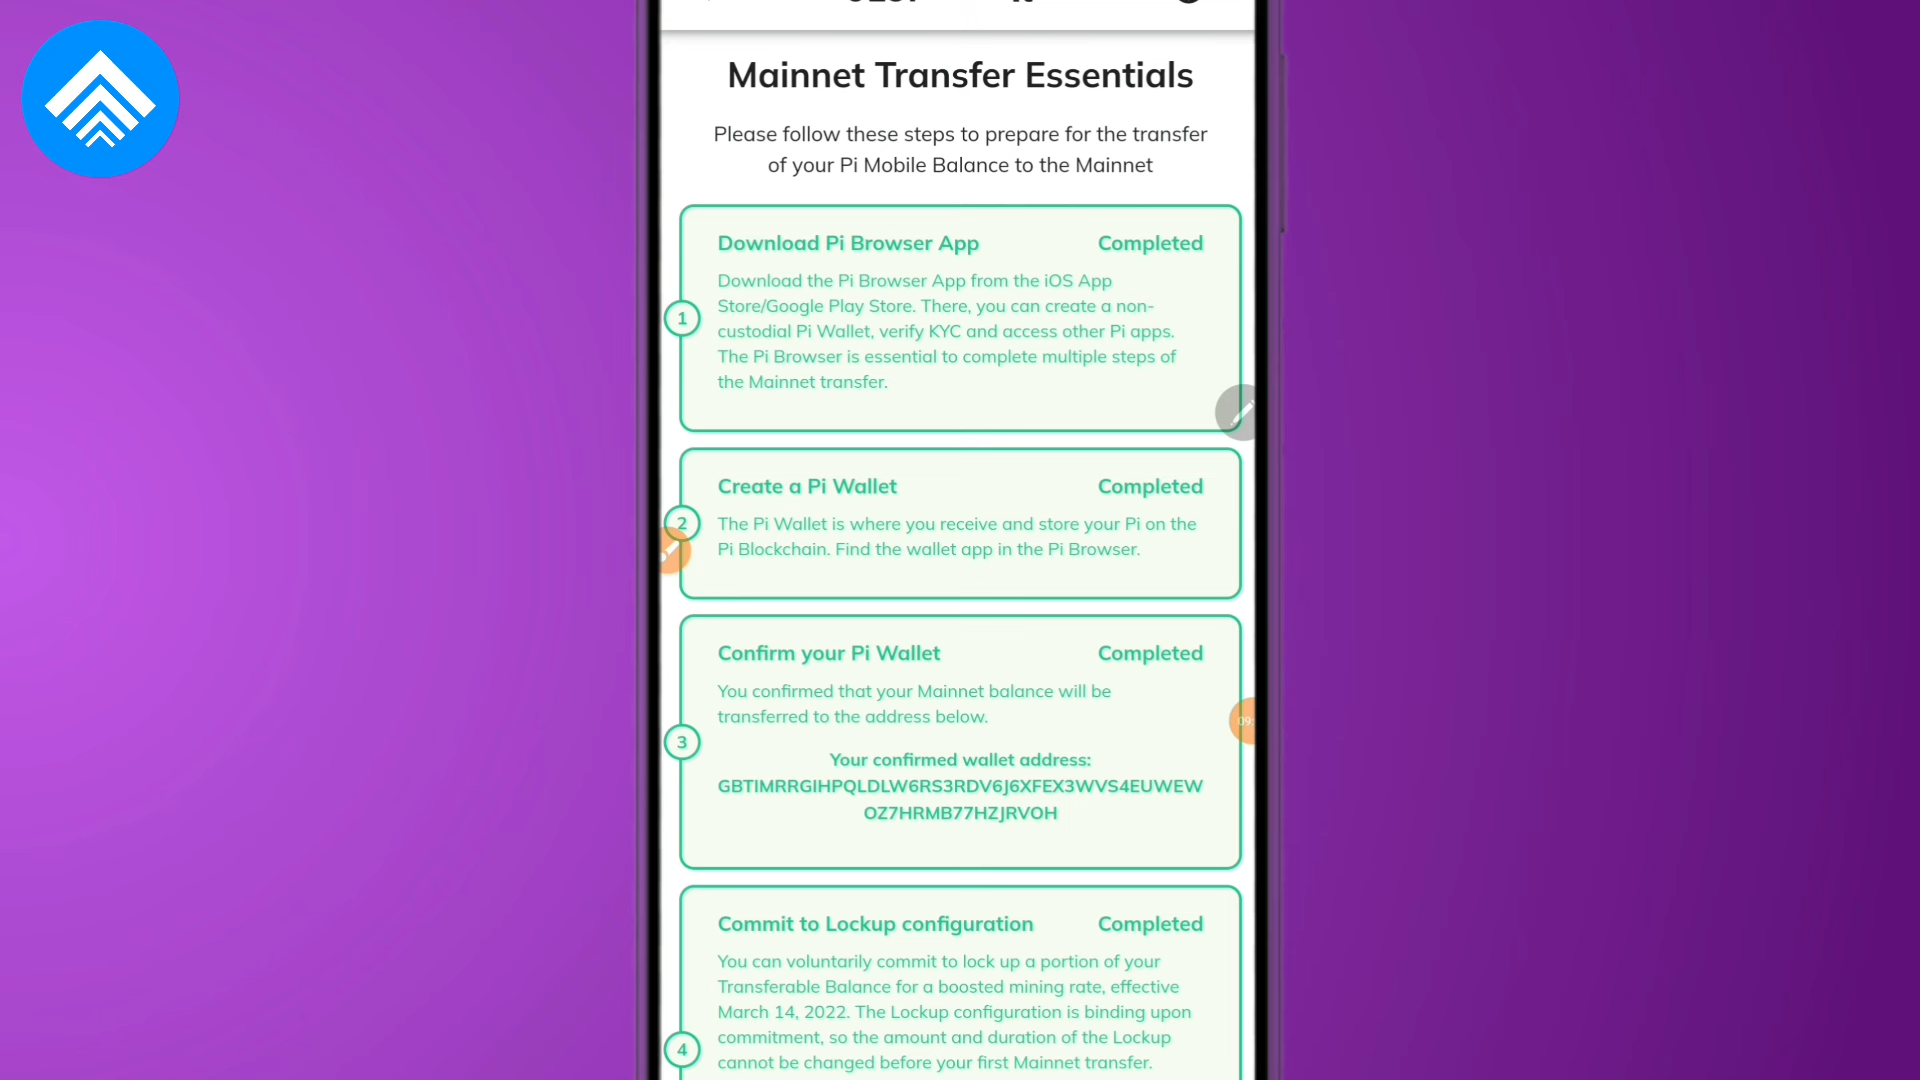 Mainnet Transfer Essentials
Please follow these steps to prepare for the transfer
of your Pi Mobile Balance to the Mainnet
Download Pi Browser App Completed
Download the Pi Browser App from the iOS App
Store/Google Play Store. There, you can create a non-
custodial Pi Wallet, verify KYC and access other Pi apps.
The Pi Browser is essential to complete multiple steps of
the Mainnet transfer.
1
Create a Pi Wallet Completed
2
The Pi Wallet is where you receive and store your Pi on the
Pi Blockchain. Find the wallet app in the Pi Browser.
Confirm your Pi Wallet Completed
You confirmed that your Mainnet balance will be
transferred to the address below.
09:
3
Your confirmed wallet address:
GBTIMRRGIHPQLDLW6RS3RDV6J6XFEX3WVS4EUWEW
OZ7HRMB77HZJRVOH
Commit to Lockup configuration Completed
You can voluntarily commit to lock up a portion of your
Transferable Balance for a boosted mining rate, effective
March 14, 2022. The Lockup configuration is binding upon
commitment, so the amount and duration of the Lockup
cannot be changed before your first Mainnet transfer.
4